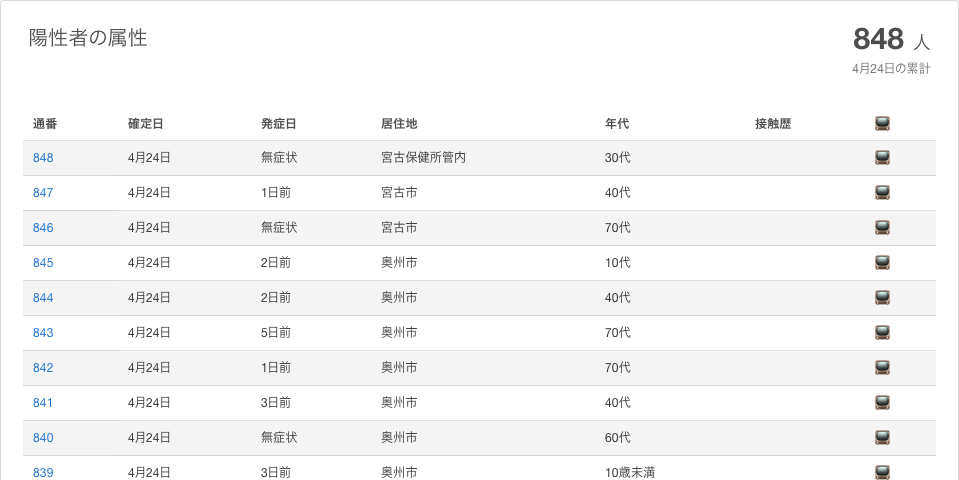 陽性者の属性
848 人
4月24日の累計
通番 確定日 発症日 居住地 年代 接触歴
848 4月24日 無症状 宮古保健所管内 30代
847 4月24日 1日前 宮古市 40代
846 4月24日 無症状 宮古市 70代
845 4月24日 2日前 奥州市 10代
844 4月24日 2日前 奥州市 40代
843 4月24日 5日前 奥州市 70代
842 4月24日 1日前 奥州市 70代
841 4月24日 3日前 奥州市 40代
840 4月24日 無症状 奥州市 60代
839 4月24日 3日前 奥州市 10歳未満